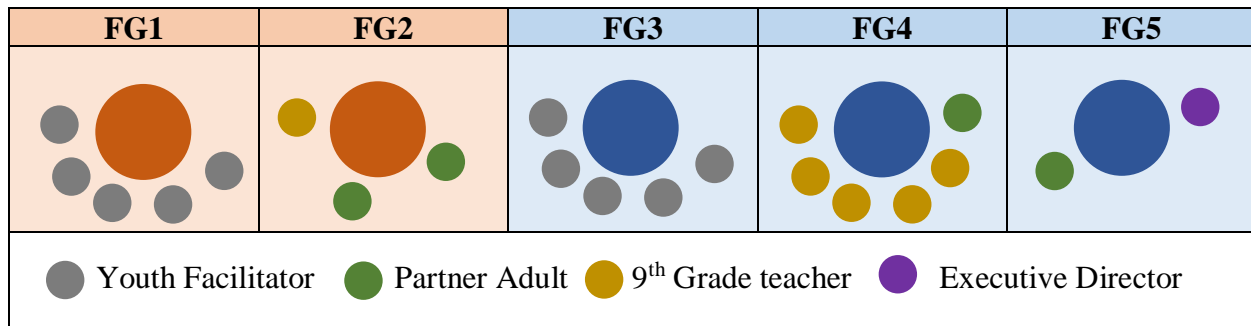 FG1 FG2 FG3 FG4 FG5
Youth Facilitator Partner Adult 9th Grade teacher Executive Director